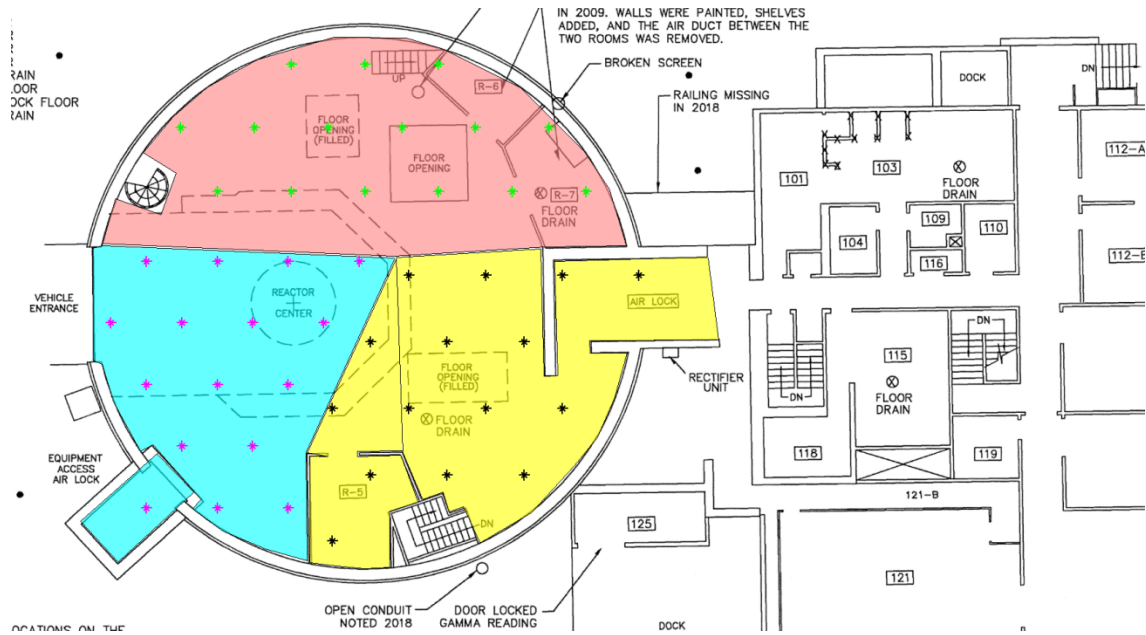 IN 2009. WALLS WERE PAINTED, SHELVES
ADDED, AND THE AIR DUCT BETWEEN THE
TWO ROOMS WAS REMOVED.
BROKEN SCREEN
RAILING MISSING
IN 2018
DOCK
DN
UP
R-6
FLOOR
OPENING
(FILLED)
FLOOR
OPENING
R-7
FLOOR
DRAIN
RAIN
LOOR
OCK FLOOR
RAIN
101
103
FLOOR
DRAIN
104
109
110
116
112-A
112-B
VEHICLE
ENTRANCE
REACTOR
CENTER
AIR LOCK
RECTIFIER
UNIT
FLOOR
OPENING
(FILLED)
FLOOR
DRAIN
DN
115
FLOOR
DRAIN
DN
118
119
EQUIPMENT
ACCESS
AIR LOCK
R-5
DN
121-B
125
121
OPEN CONDUIT
NOTED 2018
DOOR LOCKED
GAMMA READING
DOCK
OCATIONS ON THE